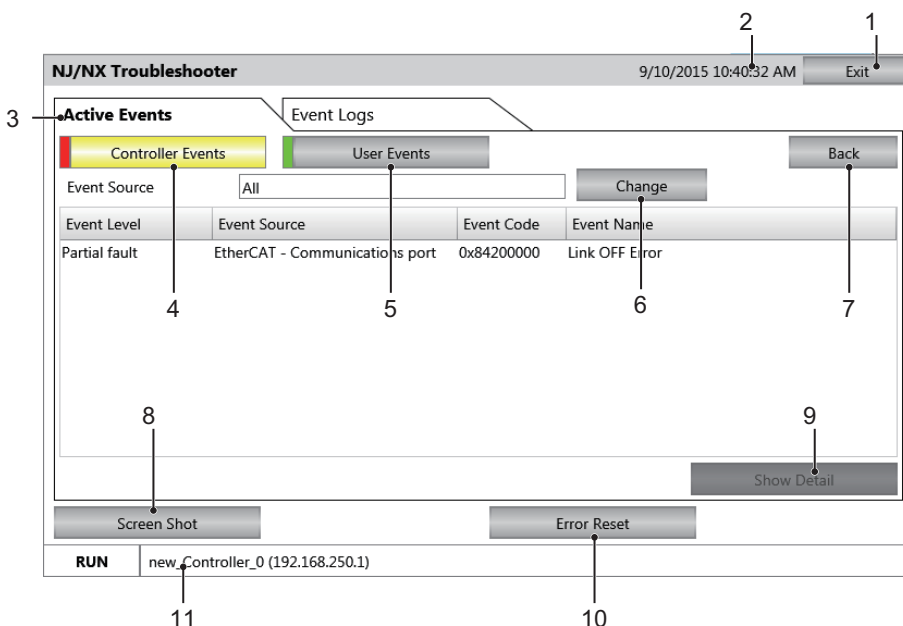 2
1
NJ/NX Troubleshooter
9/10/2015 10:40:32 AM
Exit
3
Active Events
Event Logs
Controller Events
User Events
Back
Event Source
All
Change
Event Level
Event Source
Event Code
Event Name
Partial fault
EtherCAT - Communications port
0x84200000
Link OFF Error
4
5
6
7
8
9
Show Detail
Screen Shot
Error Reset
RUN
new_Controller_0 (192.168.250.1)
11
10